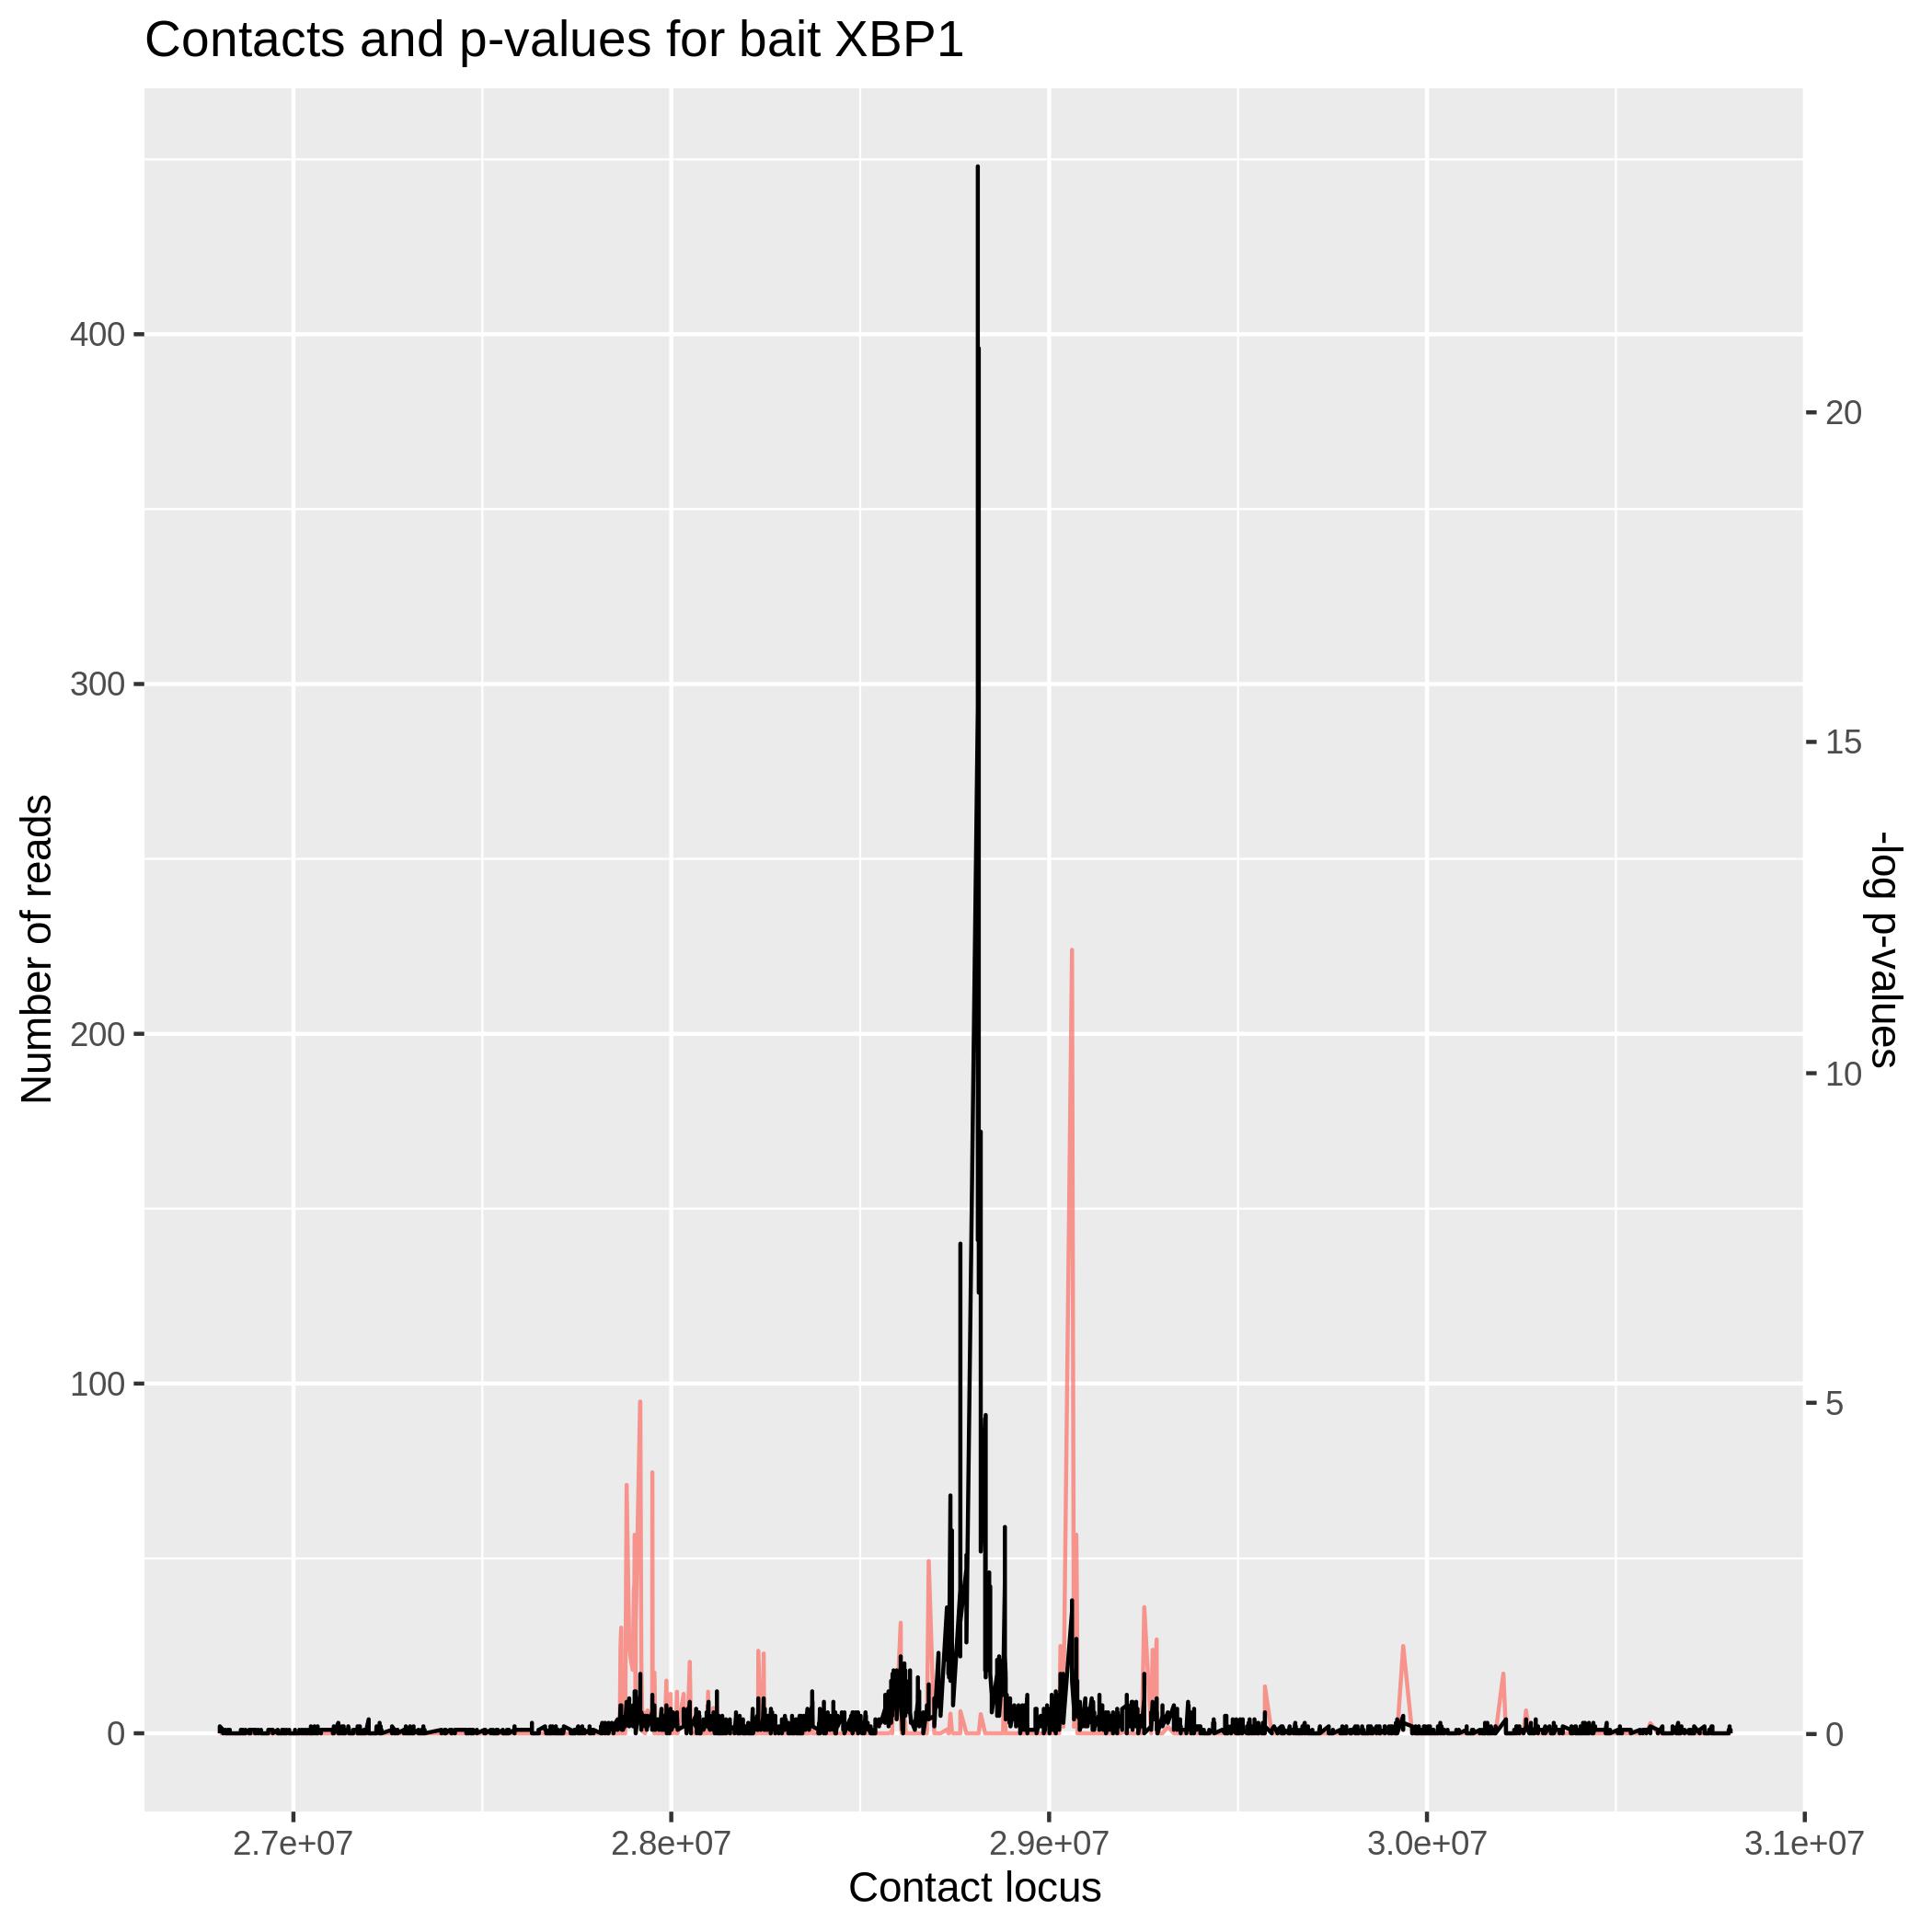 Contacts and p-values for bait XBP1
Number of reads
400
300
200
100
0
20
15
10
5
0
-log p-values
2.7e+07
2.8e+07
2.9e+07
3.0e+07
3.1e+07
Contact locus